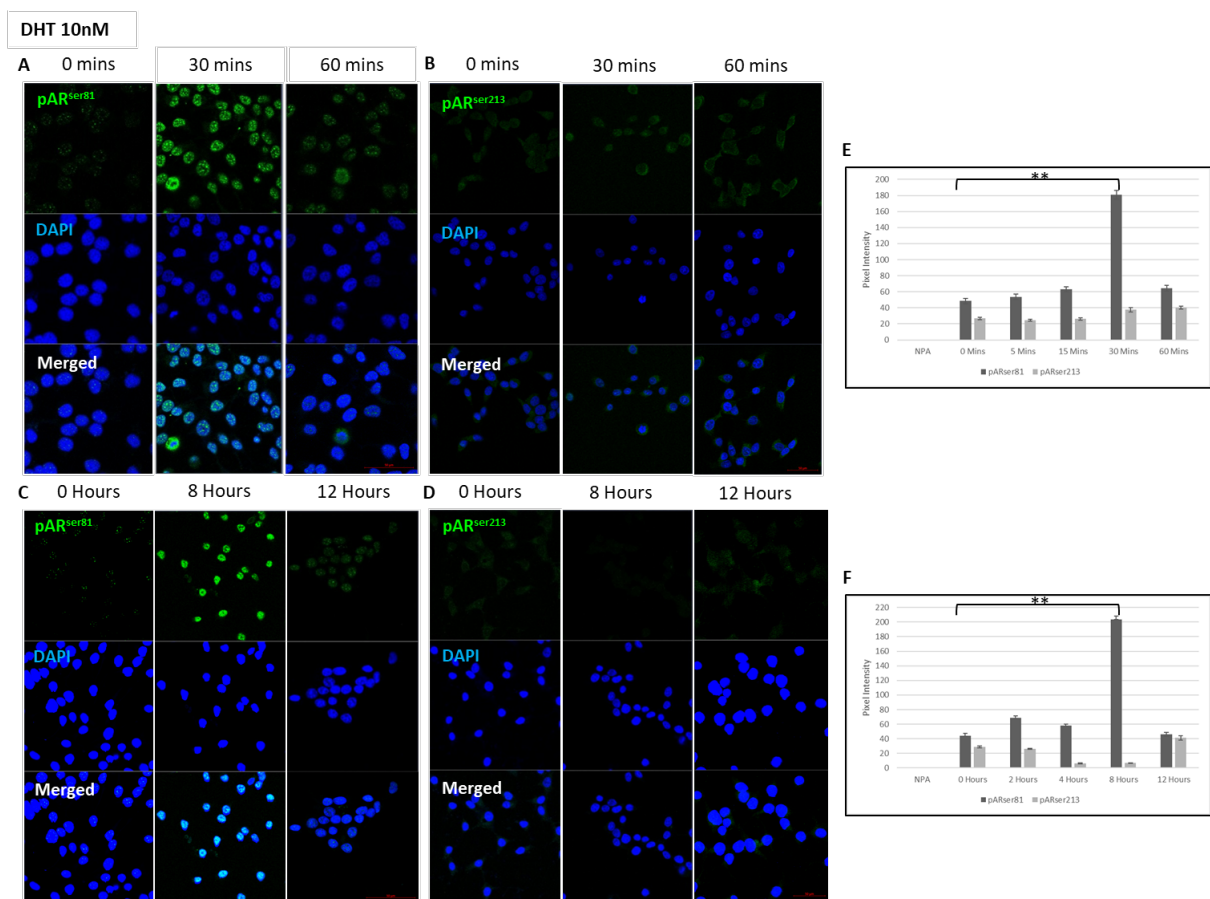 DHT 10nM
A 0 mins 30 mins 60 mins
pARser81
DAPI
Merged
B 0 mins 30 mins 60 mins
pARser213
DAPI
Merged
C 0 Hours 8 Hours 12 Hours
pARser81
DAPI
Merged
D 0 Hours 8 Hours 12 Hours
pARser213
DAPI
Merged
E
**
200
180
160
140
120
100
80
60
40
20
0
Pixel Intensity
NPA 0 Mins 5 Mins 15 Mins 30 Mins 60 Mins
pARser81 pARser213
F
**
220
200
180
160
140
120
100
80
60
40
20
0
Pixel Intensity
NPA 0 Hours 2 Hours 4 Hours 8 Hours 12 Hours
pARser81 pARser213